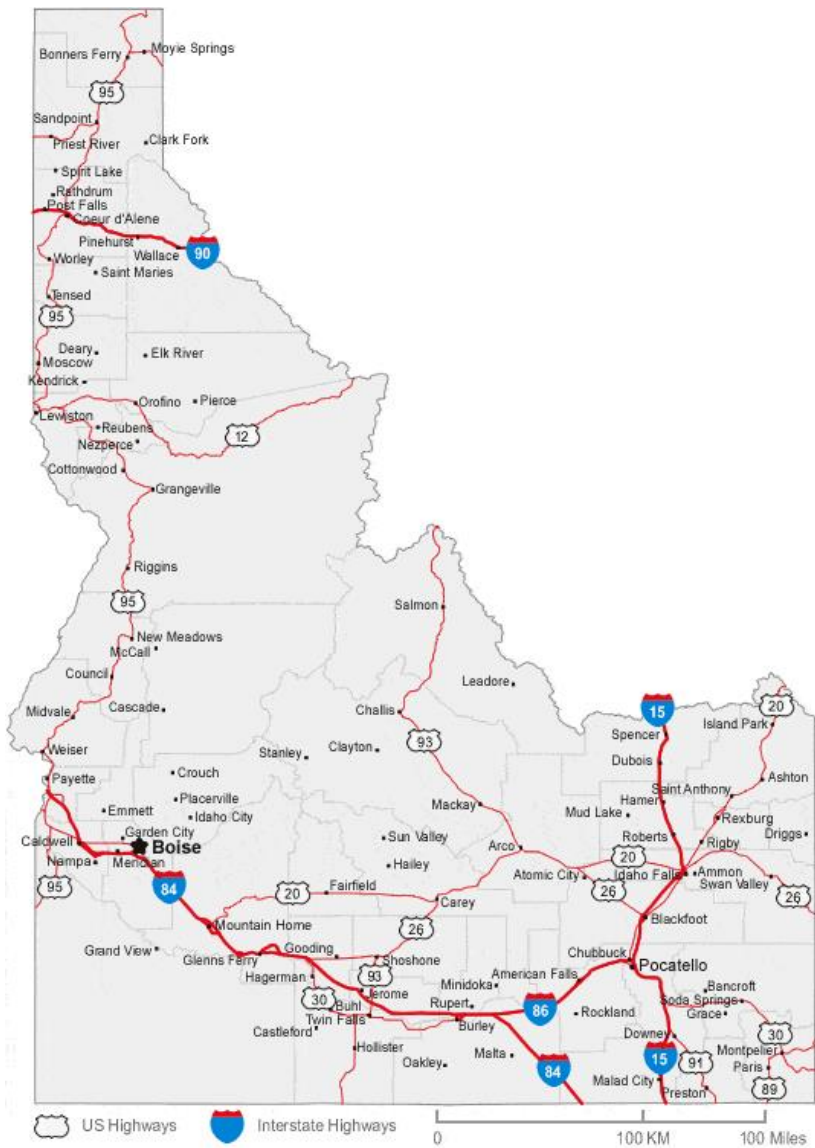 Moyie Springs
Bonners Ferry
95
Sandpoint
Priest River
Clark Fork
Spirit Lake
Rathdrum
Post Falls
Coeur d'Alene
Pinehurst
Wallace
90
Worley
Saint Maries
Tensed
95
Deary
Elk River
Moscow
Kendrick
Orofino
Pierce
Lewiston
Reubens
12
Nezperce
Cottonwood
Grangeville
Riggins
95
Salmon
New Meadows
McCall
Council
Leadore
Cascade
Midvale
Challis
15
20
Island Park
Spencer
93
Weiser
Stanley
Clayton
Dubois
Payette
Crouch
Ashton
Saint Anthony
Placerville
Emmett
Idaho City
Mackay
Hamer
Mud Lake
Rexburg
Garden City
Sun Valley
Roberts
Driggs
Caldwell
Boise
Arco
Rigby
Nampa
Meridian
Hailey
20
Idaho Falls
Ammon
Atomic City
Swan Valley
95
84
20
Fairfield
26
26
Carey
Blackfoot
Mountain Home
26
Grand View
Glenns Ferry
Gooding
Shoshone
Chubbuck
Pocatello
Hagerman
93
American Falls
Minidoka
Bancroft
Jerome
30
Buhl
Rupert
86
Rockland
Soda Springs
Grace
Twin Falls
Burley
Castleford
Downey
30
Hollister
Malta
Oakley
84
15
91
Montpelier
Paris
Malad City
Preston
89
US Highways
Interstate Highways
0
100 KM
100 Miles